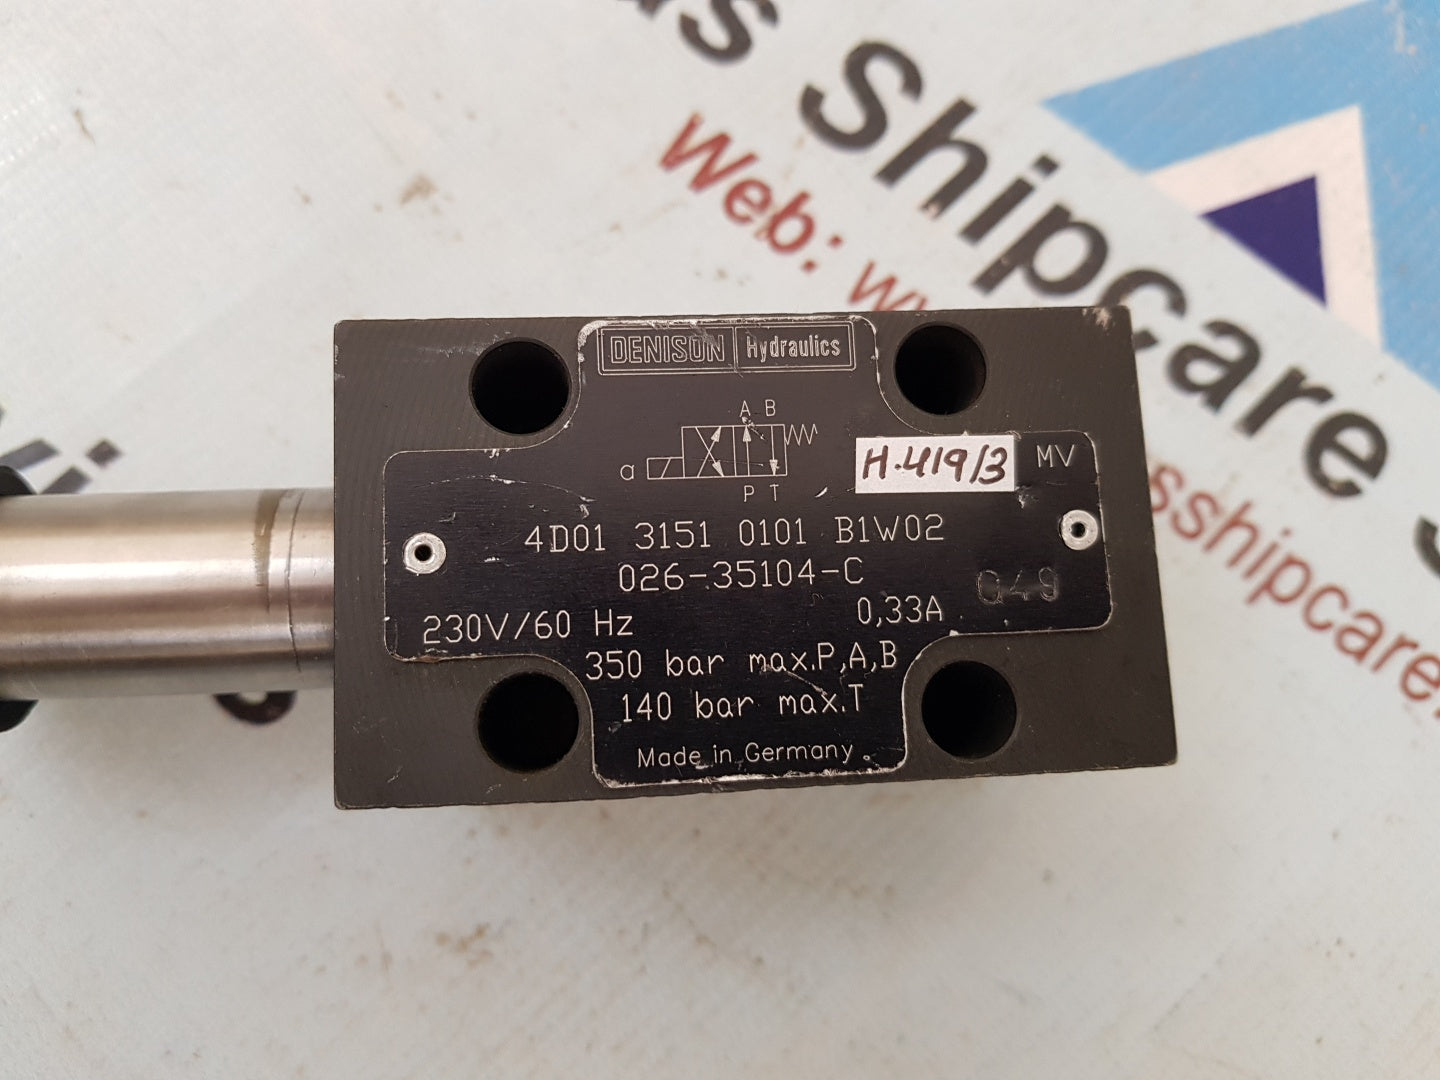 Shipcare S
Web: w
sshipcare.
DENISON Hydraulics
A B
a
P T
H-419/3
MV
4D01 3151 0101 B1W02
026-35104-C
049
230V/60 Hz 0,33A
350 bar max.P,A,B
140 bar max.T
Made in Germany